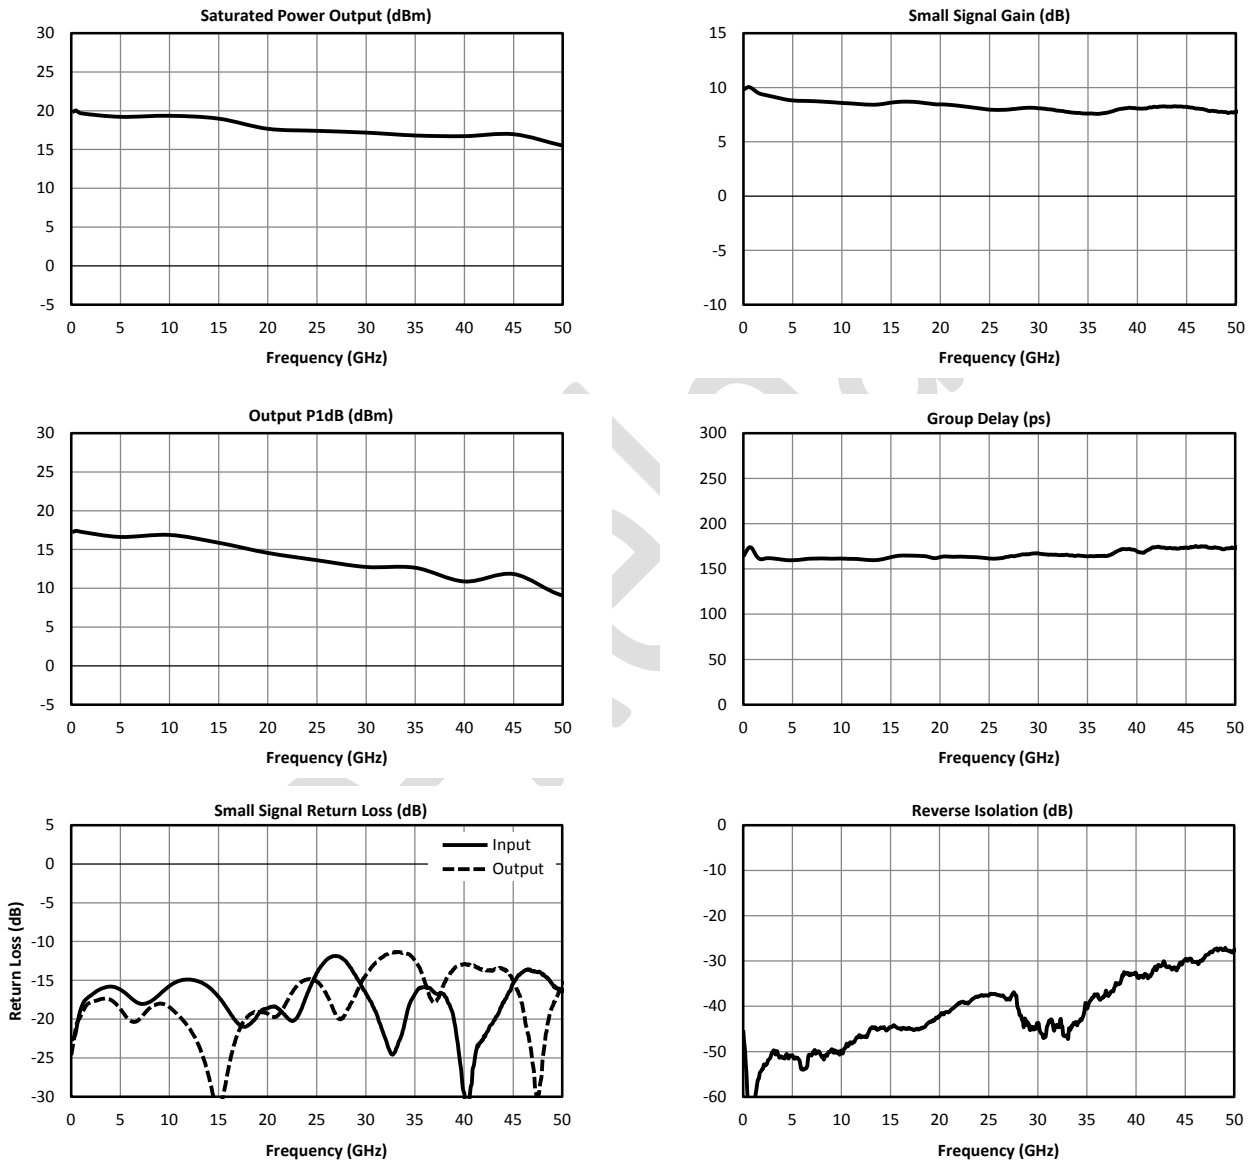 Saturated Power Output (dBm)
30
25
20
15
10
5
0
-5
0 5 10 15 20 25 30 35 40 45 50
Frequency (GHz)
Small Signal Gain (dB)
15
10
5
0
-5
-10
0 5 10 15 20 25 30 35 40 45 50
Frequency (GHz)
Output P1dB (dBm)
30
25
20
15
10
5
0
-5
0 5 10 15 20 25 30 35 40 45 50
Frequency (GHz)
Group Delay (ps)
300
250
200
150
100
50
0
0 5 10 15 20 25 30 35 40 45 50
Frequency (GHz)
Small Signal Return Loss (dB)
Return Loss (dB)
5
0
-5
-10
-15
-20
-25
-30
Input
Output
0 5 10 15 20 25 30 35 40 45 50
Frequency (GHz)
Reverse Isolation (dB)
0
-10
-20
-30
-40
-50
-60
0 5 10 15 20 25 30 35 40 45 50
Frequency (GHz)